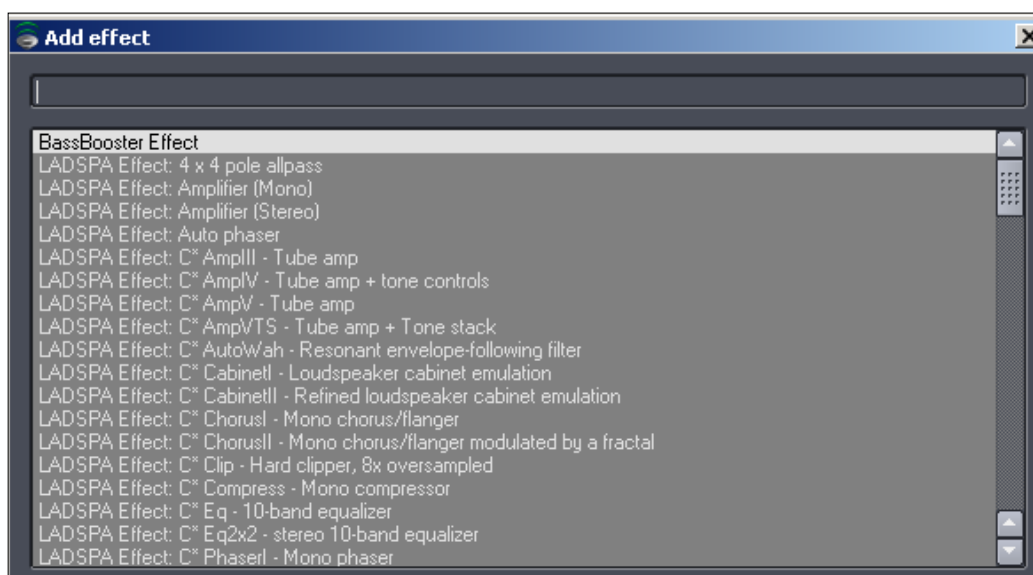 Add effect
BassBooster Effect
LADSPA Effect: 4 x 4 pole allpass
LADSPA Effect: Amplifier (Mono)
LADSPA Effect: Amplifier (Stereo)
LADSPA Effect: Auto phaser
LADSPA Effect: C* AmpIII - Tube amp
LADSPA Effect: C* AmpIV - Tube amp + tone controls
LADSPA Effect: C* AmpV - Tube amp
LADSPA Effect: C* AmpVTS - Tube amp + Tone stack
LADSPA Effect: C* AutoWah - Resonant envelope-following filter
LADSPA Effect: C* CabinetI - Loudspeaker cabinet emulation
LADSPA Effect: C* CabinetII - Refined loudspeaker cabinet emulation
LADSPA Effect: C* ChorusI - Mono chorus/flanger
LADSPA Effect: C* ChorusII - Mono chorus/flanger modulated by a fractal
LADSPA Effect: C* Clip - Hard clipper, 8x oversampled
LADSPA Effect: C* Compress - Mono compressor
LADSPA Effect: C* Eq - 10-band equalizer
LADSPA Effect: C* Eq2x2 - stereo 10-band equalizer
LADSPA Effect: C* PhaserI - Mono phaser